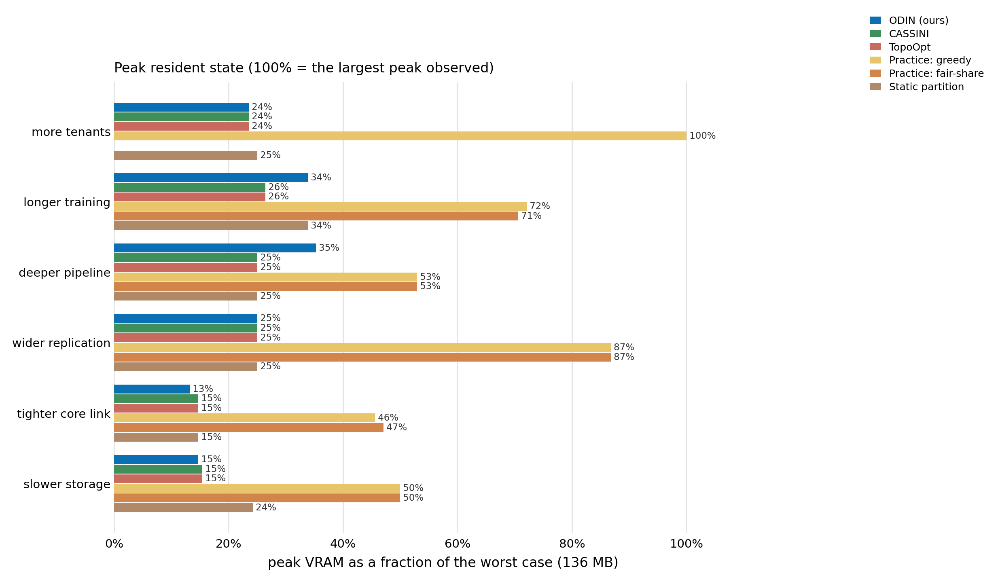 ODIN (ours)
CASSINI
TopoOpt
Practice: greedy
Practice: fair-share
Static partition
Peak resident state (100% = the largest peak observed)
more tenants
24%
24%
24%
100%
25%
longer training
34%
26%
26%
72%
71%
34%
deeper pipeline
35%
25%
25%
53%
53%
25%
wider replication
25%
25%
25%
87%
87%
25%
tighter core link
13%
15%
15%
46%
47%
15%
slower storage
15%
15%
15%
50%
50%
24%
0% 20% 40% 60% 80% 100%
peak VRAM as a fraction of the worst case (136 MB)